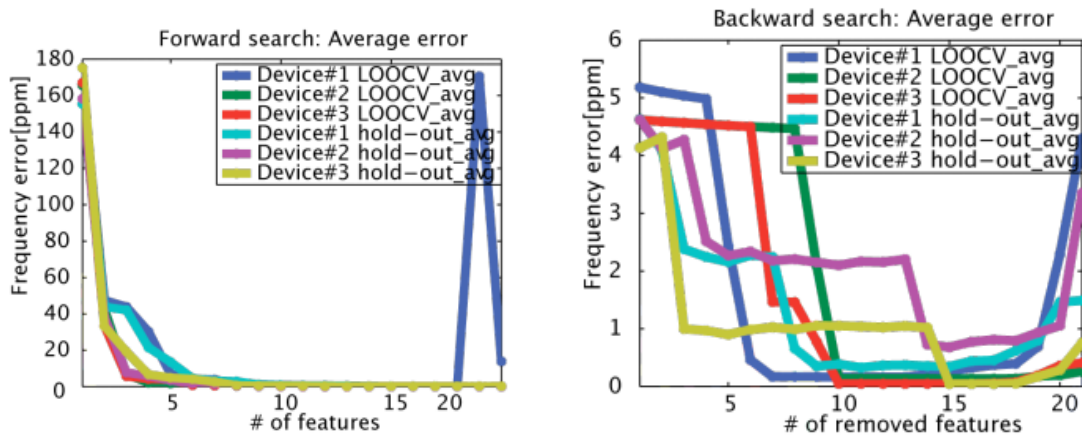 Forward search: Average error
Frequency error[ppm]
180
160
140
120
100
80
60
40
20
0
5
10
15
20
# of features
Device#1 LOOCV_avg
Device#2 LOOCV_avg
Device#3 LOOCV_avg
Device#1 hold-out_avg
Device#2 hold-out_avg
Device#3 hold-out_avg
Backward search: Average error
Frequency error[ppm]
6
5
4
3
2
1
0
5
10
15
20
# of removed features
Device#1 LOOCV_avg
Device#2 LOOCV_avg
Device#3 LOOCV_avg
Device#1 hold-out_avg
Device#2 hold-out_avg
Device#3 hold-out_avg